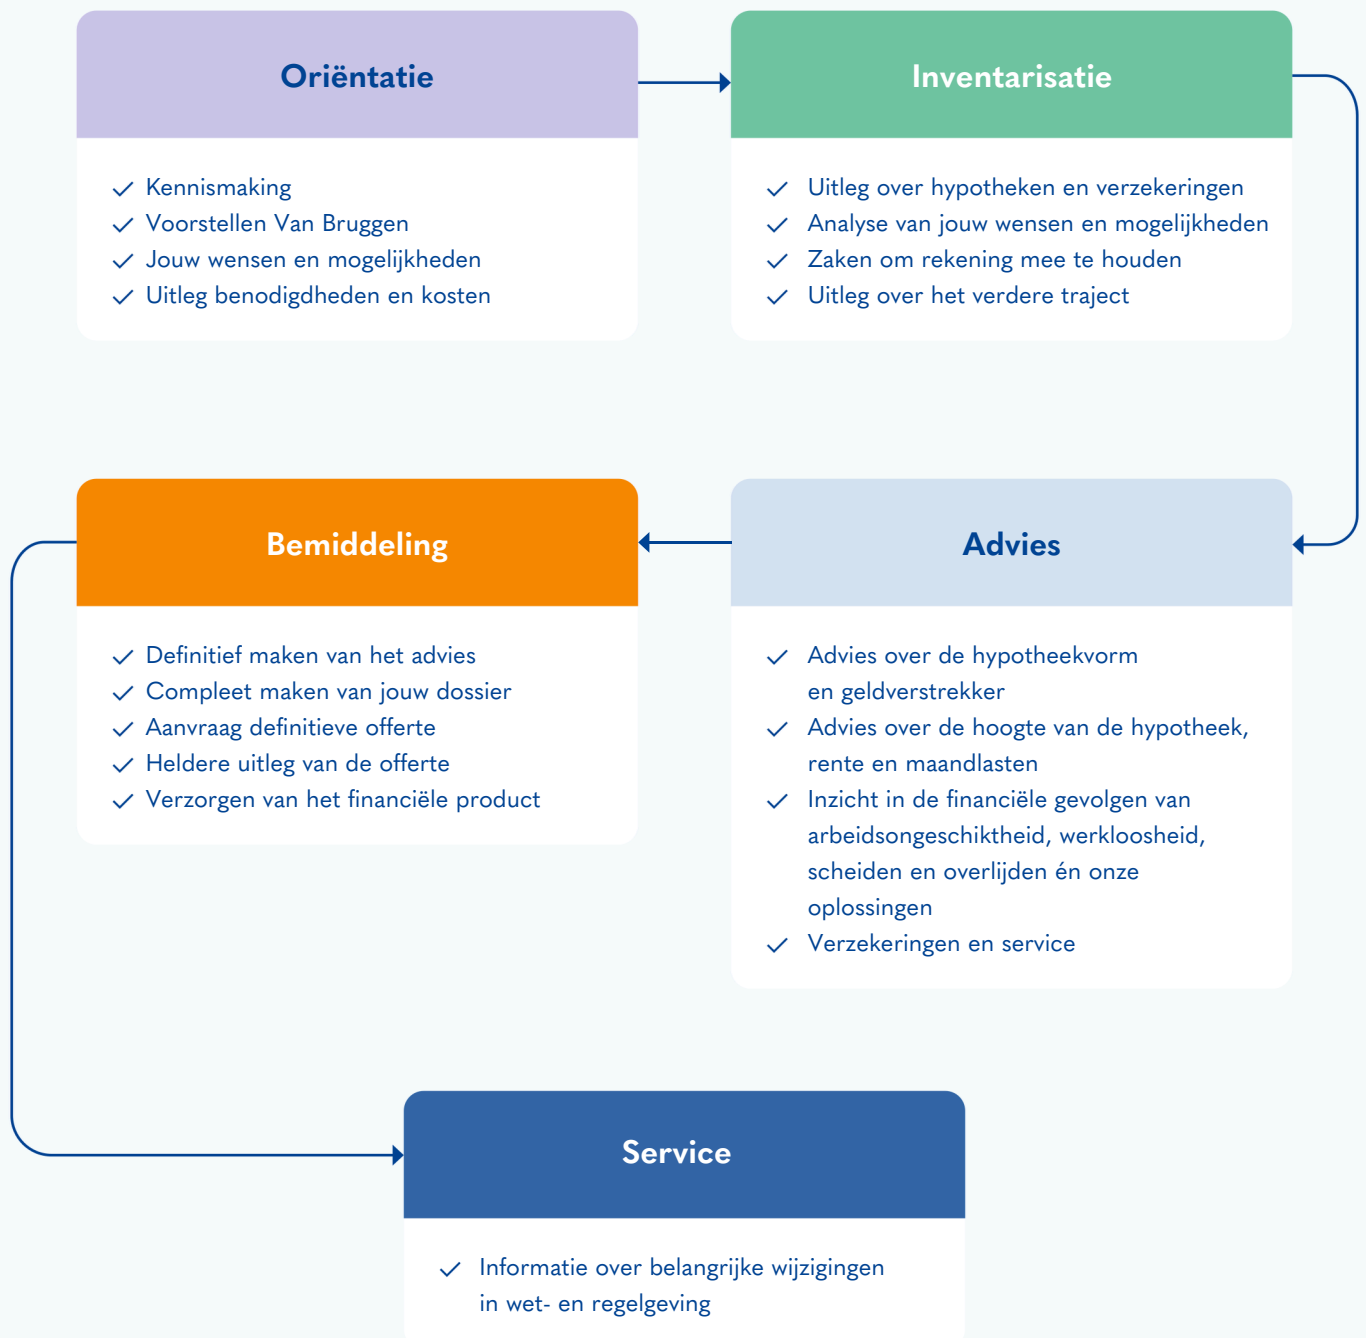 Oriëntatie
Kennismaking
Voorstellen Van Bruggen
Jouw wensen en mogelijkheden
Uitleg benodigdheden en kosten
Inventarisatie
Uitleg over hypotheken en verzekeringen
Analyse van jouw wensen en mogelijkheden
Zaken om rekening mee te houden
Uitleg over het verdere traject
Advies
Advies over de hypotheekvorm
en geldverstrekker
Advies over de hoogte van de hypotheek,
rente en maandlasten
Inzicht in de financiële gevolgen van
arbeidsongeschiktheid, werkloosheid,
scheiden en overlijden én onze
oplossingen
Verzekeringen en service
Bemiddeling
Definitief maken van het advies
Compleet maken van jouw dossier
Aanvraag definitieve offerte
Heldere uitleg van de offerte
Verzorgen van het financiële product
Service
Informatie over belangrijke wijzigingen
in wet- en regelgeving